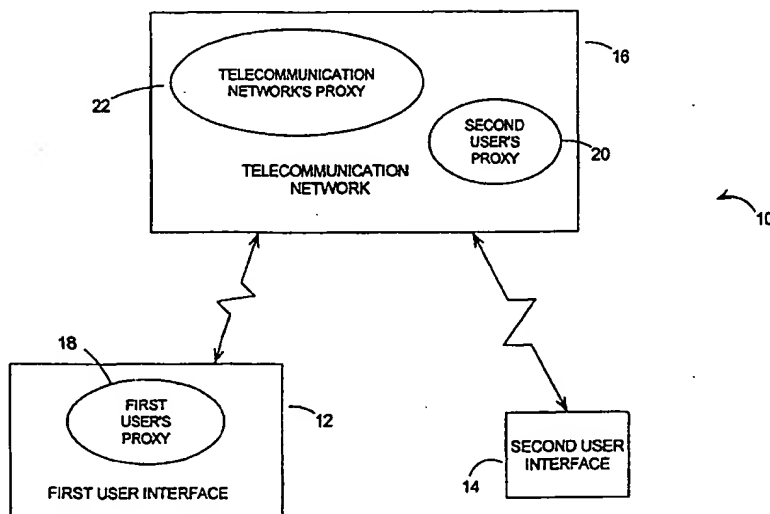 16
TELECOMMUNICATION
NETWORK'S PROXY
22
SECOND
USER'S
PROXY
20
TELECOMMUNICATION
NETWORK
10
18
FIRST
USER'S
PROXY
12
FIRST USER INTERFACE
SECOND USER
INTERFACE
14